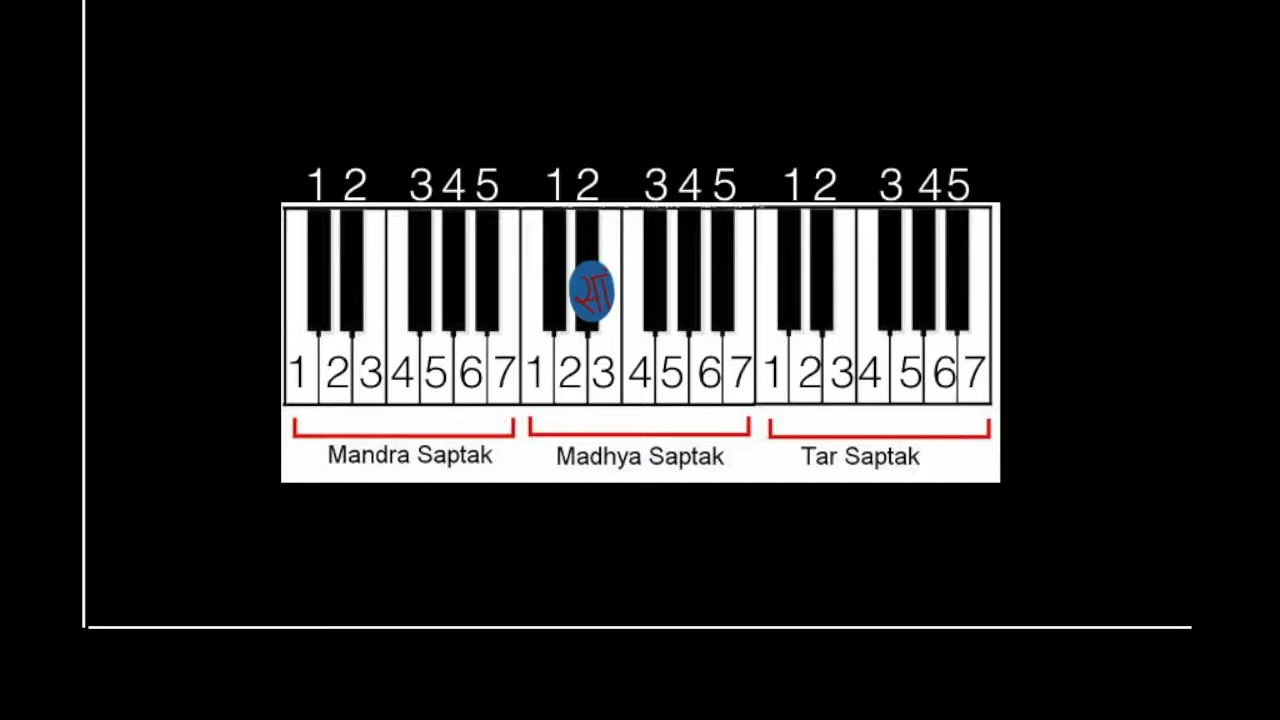 1 2 3 4 5 1 2 3 4 5 1 2 3 4 5
सां
1 2 3 4 5 6 7 1 2 3 4 5 6 7 1 2 3 4 5 6 7
Mandra Saptak Madhya Saptak Tar Saptak